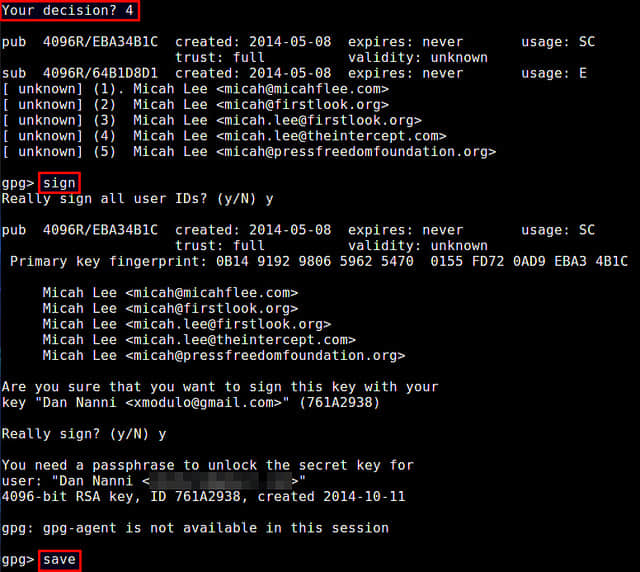 Your decision? 4
pub 4096R/EBA34B1C created: 2014-05-08 expires: never usage: SC
trust: full validity: unknown
sub 4096R/64B1D8D1 created: 2014-05-08 expires: never usage: E
[ unknown] (1). Micah Lee <micah@micahflee.com>
[ unknown] (2) Micah Lee <micah@firstlook.org>
[ unknown] (3) Micah Lee <micah.lee@firstlook.org>
[ unknown] (4) Micah Lee <micah.lee@theintercept.com>
[ unknown] (5) Micah Lee <micah@pressfreedomfoundation.org>
gpg> sign
Really sign all user IDs? (y/N) y
pub 4096R/EBA34B1C created: 2014-05-08 expires: never usage: SC
trust: full validity: unknown
Primary key fingerprint: 0B14 9192 9806 5962 5470 0155 FD72 0AD9 EBA3 4B1C
Micah Lee <micah@micahflee.com>
Micah Lee <micah@firstlook.org>
Micah Lee <micah.lee@firstlook.org>
Micah Lee <micah.lee@theintercept.com>
Micah Lee <micah@pressfreedomfoundation.org>
Are you sure that you want to sign this key with your
key "Dan Nanni <xmodulo@gmail.com>" (761A2938)
Really sign? (y/N) y
You need a passphrase to unlock the secret key for
user: "Dan Nanni < >"
4096-bit RSA key, ID 761A2938, created 2014-10-11
gpg: gpg-agent is not available in this session
gpg> save